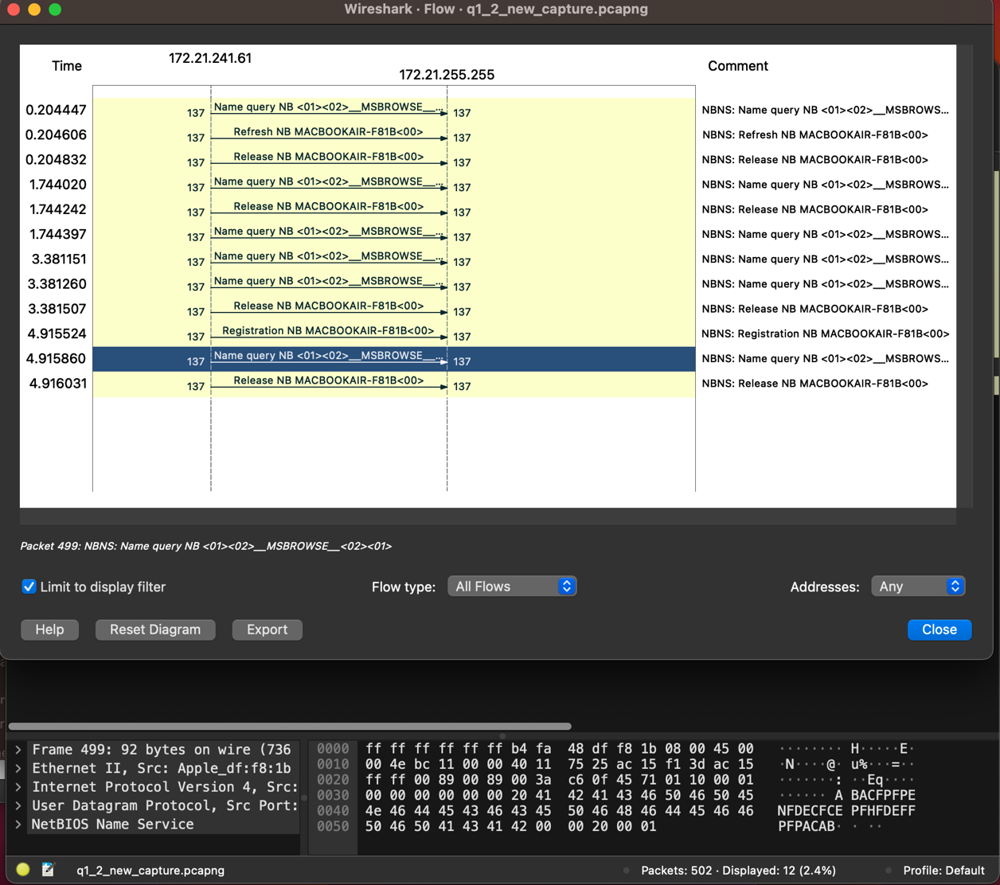 Wireshark · Flow · q1_2_new_capture.pcapng
Time 172.21.241.61 172.21.255.255 Comment
0.204447 137 Name query NB <01><02>__MSBROWSE__... 137 NBNS: Name query NB <01><02>__MSBROWS...
0.204606 137 Refresh NB MACBOOKAIR-F81B<00> 137 NBNS: Refresh NB MACBOOKAIR-F81B<00>
0.204832 137 Release NB MACBOOKAIR-F81B<00> 137 NBNS: Release NB MACBOOKAIR-F81B<00>
1.744020 137 Name query NB <01><02>__MSBROWSE__... 137 NBNS: Name query NB <01><02>__MSBROWS...
1.744242 137 Release NB MACBOOKAIR-F81B<00> 137 NBNS: Release NB MACBOOKAIR-F81B<00>
1.744397 137 Name query NB <01><02>__MSBROWSE__... 137 NBNS: Name query NB <01><02>__MSBROWS...
3.381151 137 Name query NB <01><02>__MSBROWSE__... 137 NBNS: Name query NB <01><02>__MSBROWS...
3.381260 137 Name query NB <01><02>__MSBROWSE__... 137 NBNS: Name query NB <01><02>__MSBROWS...
3.381507 137 Release NB MACBOOKAIR-F81B<00> 137 NBNS: Release NB MACBOOKAIR-F81B<00>
4.915524 137 Registration NB MACBOOKAIR-F81B<00> 137 NBNS: Registration NB MACBOOKAIR-F81B<00>
4.915860 137 Name query NB <01><02>__MSBROWSE__... 137 NBNS: Name query NB <01><02>__MSBROWS...
4.916031 137 Release NB MACBOOKAIR-F81B<00> 137 NBNS: Release NB MACBOOKAIR-F81B<00>
Packet 499: NBNS: Name query NB <01><02>__MSBROWSE__<02><01>
Limit to display filter Flow type: All Flows Addresses: Any
Help Reset Diagram Export Close
Frame 499: 92 bytes on wire (736 0000 ff ff ff ff ff ff b4 fa 48 df f8 1b 08 00 45 00 ········ H·····E·
Ethernet II, Src: Apple_df:f8:1b 0010 00 4e bc 11 00 00 40 11 75 25 ac 15 f1 3d ac 15 ·N····@· u%···=··
Internet Protocol Version 4, Src: 0020 ff ff 00 89 00 89 00 3a c6 0f 45 71 01 10 00 01 ·······: ··Eq····
User Datagram Protocol, Src Port: 0030 00 00 00 00 00 00 20 41 42 41 43 46 50 46 50 45 ······ A BACFPFPE
NetBIOS Name Service 0040 4e 46 44 45 43 46 43 45 50 46 48 46 44 45 46 46 NFDECFCE PFHFDEFF
0050 50 46 50 41 43 41 42 00 00 20 00 01 PFPACAB· · ··
q1_2_new_capture.pcapng Packets: 502 · Displayed: 12 (2.4%) Profile: Default